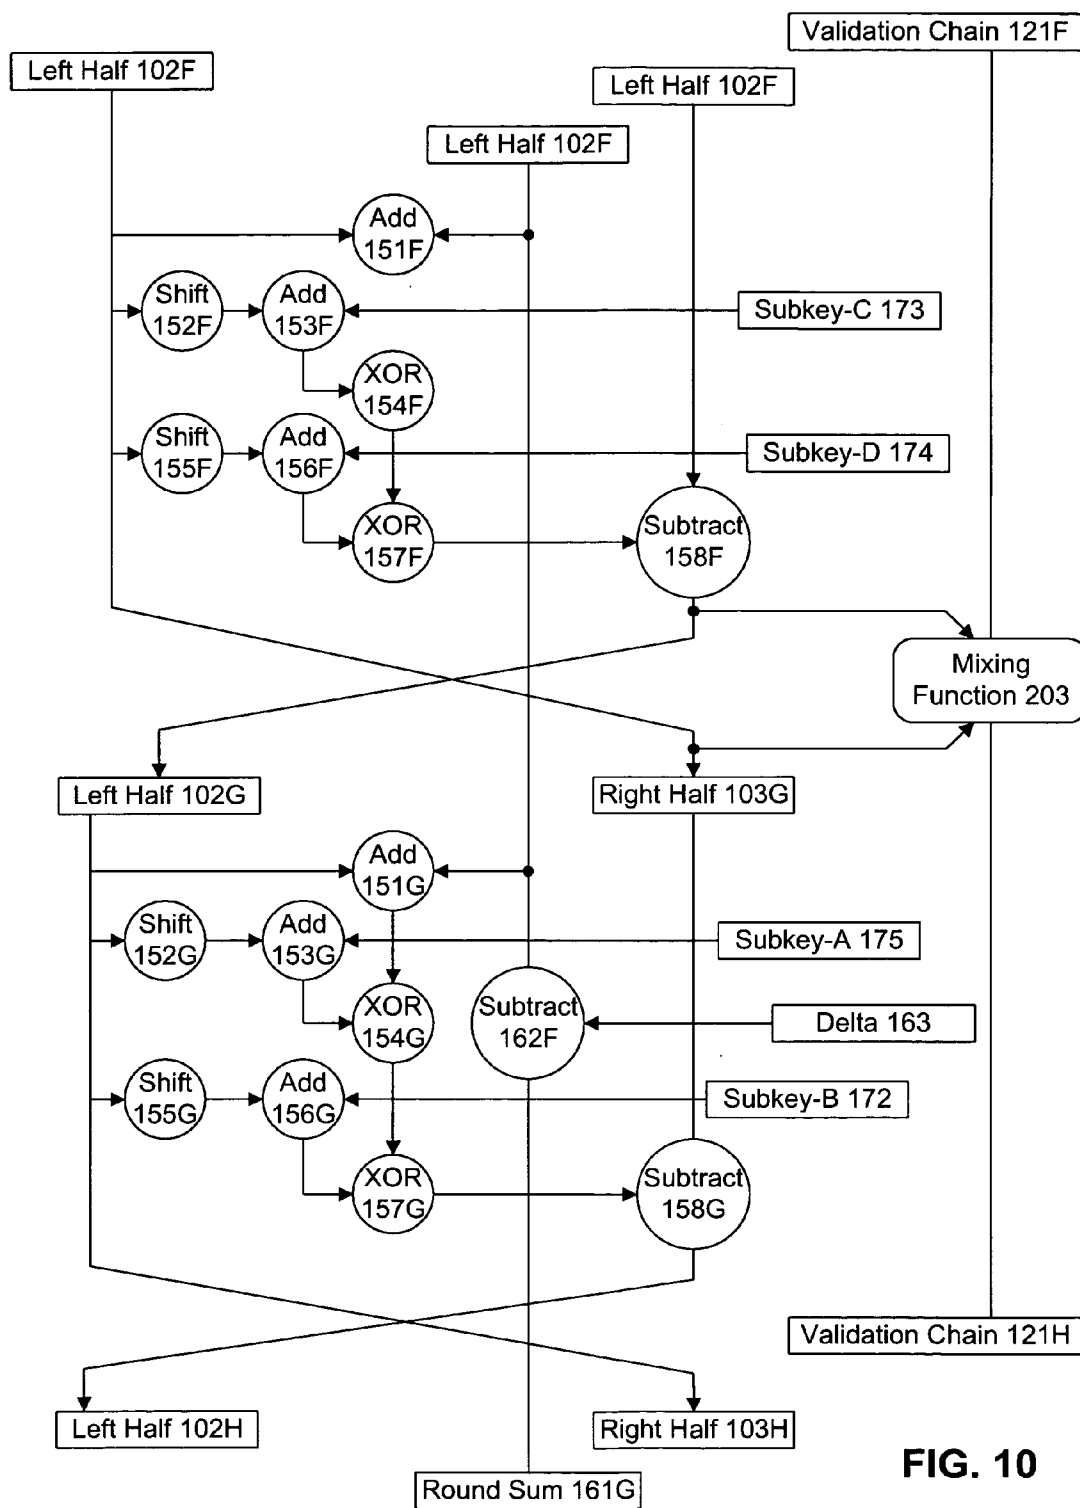 Validation Chain 121F
Left Half 102F
Left Half 102F
Left Half 102F
Add
151F
Shift
152F
Add
153F
Subkey-C 173
XOR
154F
Shift
155F
Add
156F
Subkey-D 174
XOR
157F
Subtract
158F
Mixing
Function 203
Left Half 102G
Right Half 103G
Add
151G
Shift
152G
Add
153G
Subkey-A 175
XOR
154G
Subtract
162F
Delta 163
Shift
155G
Add
156G
Subkey-B 172
XOR
157G
Subtract
158G
Validation Chain 121H
Left Half 102H
Right Half 103H
FIG. 10
Round Sum 161G